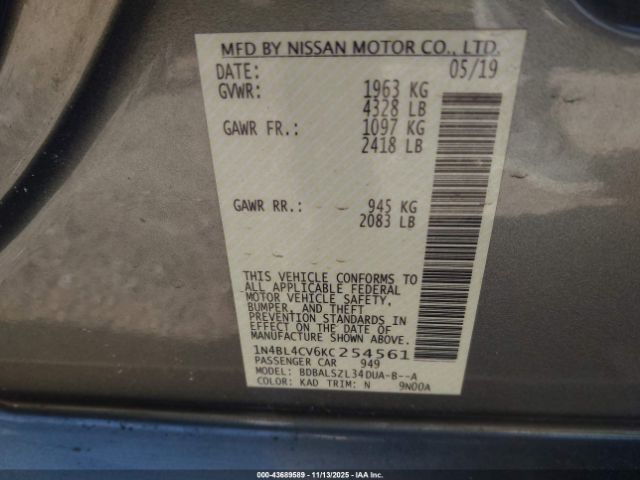 MFD BY NISSAN MOTOR CO., LTD.
DATE: 05/19
GVWR: 1963 KG
4328 LB
GAWR FR.: 1097 KG
2418 LB
GAWR RR.: 945 KG
2083 LB
THIS VEHICLE CONFORMS TO
ALL APPLICABLE FEDERAL
MOTOR VEHICLE SAFETY,
BUMPER, AND THEFT
PREVENTION STANDARDS IN
EFFECT ON THE DATE OF
MANUFACTURE SHOWN ABOVE.
1N4BL4CV6KC254561
PASSENGER CAR 949
MODEL: BDBALSZL34DUA-B--A
COLOR: KAD TRIM: N 9N00A
000-43689589 - 11/13/2025 - IAA, Inc.